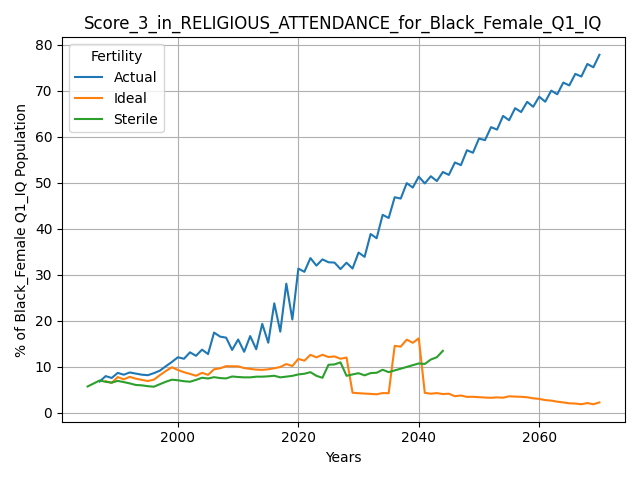 Score_3_in_RELIGIOUS_ATTENDANCE_for_Black_Female_Q1_IQ
Fertility
Actual
Ideal
Sterile
% of Black_Female Q1_IQ Population
80
70
60
50
40
30
20
10
0
2000 2020 2040 2060
Years